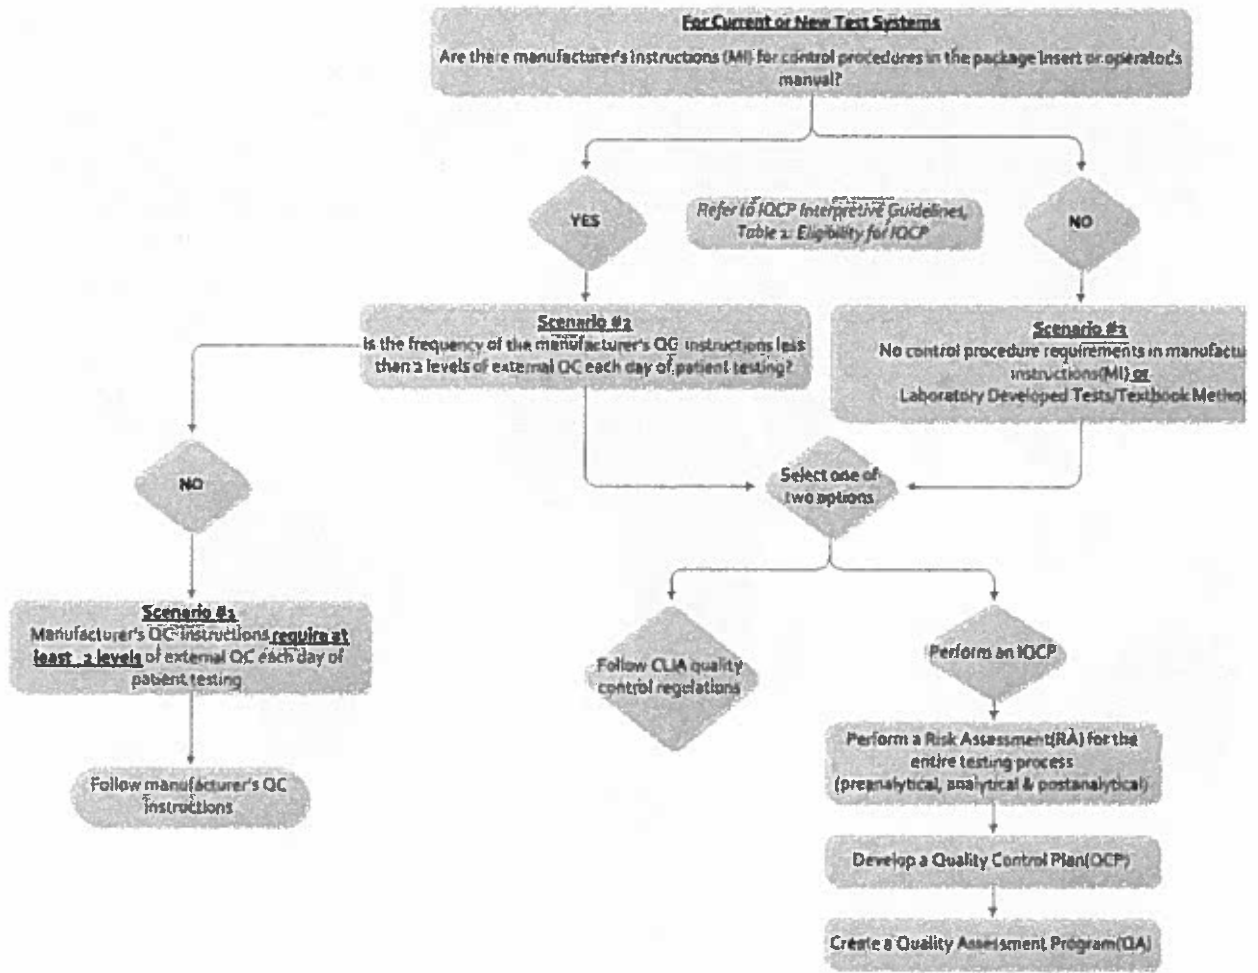 For Current or New Test Systems
Are there manufacturer's instructions (MI) for control procedures in the package insert or operator's
manual?
YES
Refer to IQCP Interpretive Guidelines,
Table 2: Eligibility for IQCP
NO
Scenario #2
Is the frequency of the manufacturer's QC instructions less
than 2 levels of external QC each day of patient testing?
Scenario #3
No control procedure requirements in manufactu
instructions(MI) or
Laboratory Developed Tests/Textbook Method
NO
Select one of
two options
Scenario #1
Manufacturer's QC instructions require at
least 2 levels of external QC each day of
patient testing
Follow CLIA quality
control regulations
Perform an IQCP
Perform a Risk Assessment(RA) for the
entire testing process
(preanalytical, analytical & postanalytical)
Follow manufacturer's QC
instructions
Develop a Quality Control Plan(QCP)
Create a Quality Assessment Program(QA)